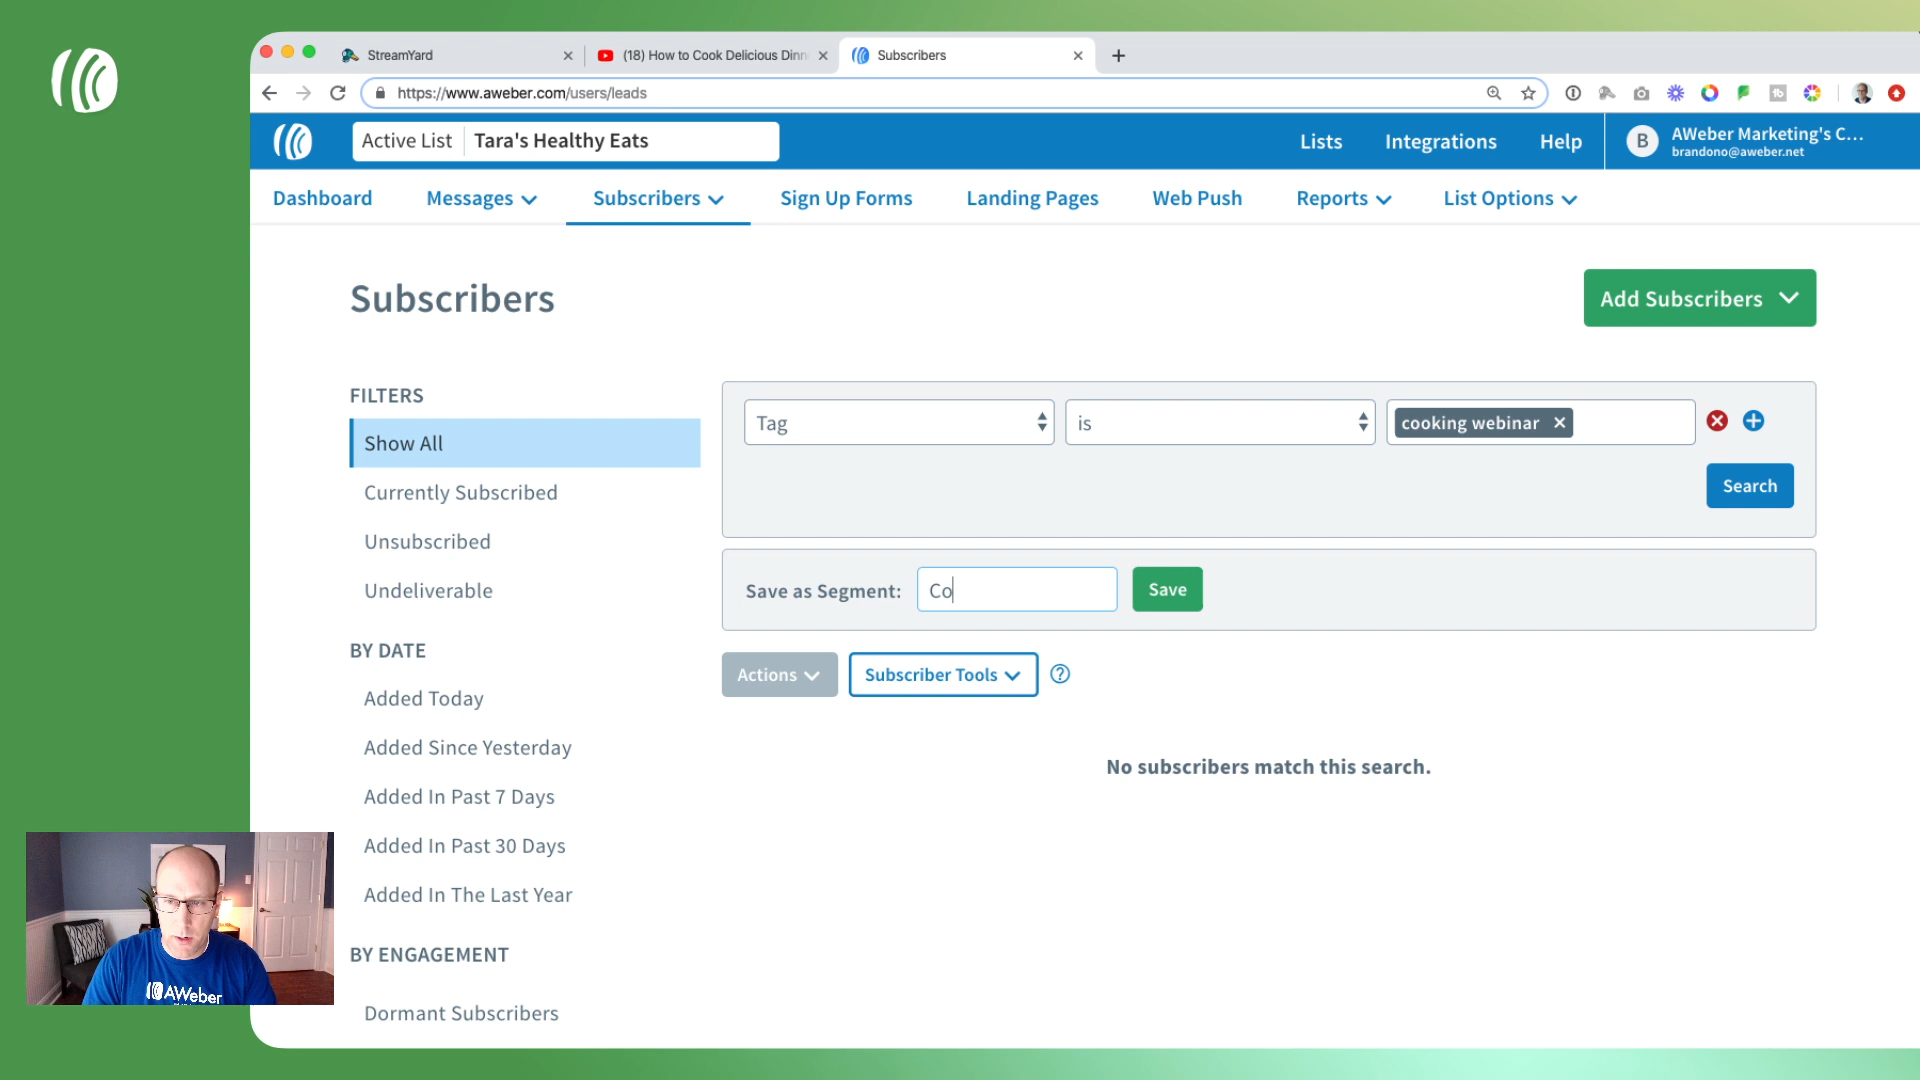 StreamYard
(18) How to Cook Delicious Dinn
Subscribers
https://www.aweber.com/users/leads
Active List Tara's Healthy Eats
Lists Integrations Help
B
AWeber Marketing's C...
brandono@aweber.net
Dashboard Messages Subscribers Sign Up Forms Landing Pages Web Push Reports List Options
Subscribers
Add Subscribers
FILTERS
Show All
Currently Subscribed
Unsubscribed
Undeliverable
BY DATE
Added Today
Added Since Yesterday
Added In Past 7 Days
Added In Past 30 Days
Added In The Last Year
BY ENGAGEMENT
Dormant Subscribers
Tag is cooking webinar
Search
Save as Segment: Co Save
Actions Subscriber Tools ?
No subscribers match this search.
AWeber